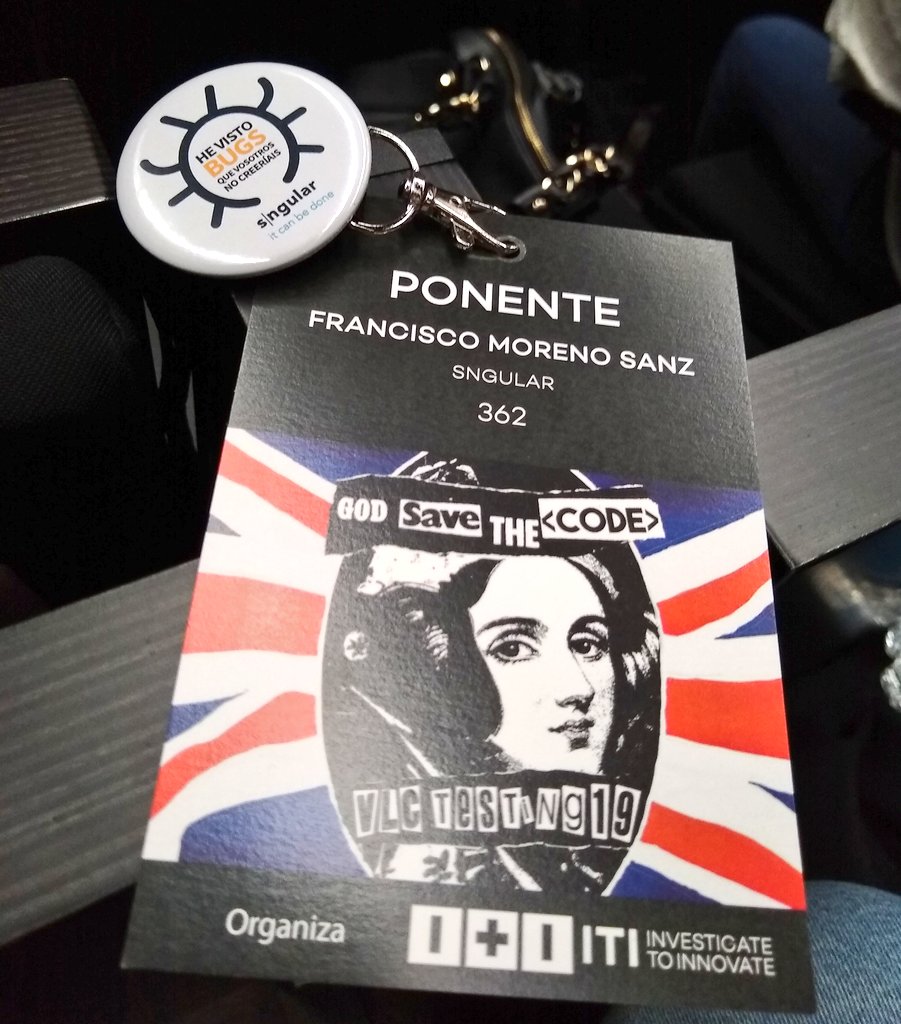 HE VISTO
BUGS
QUE VOSOTROS
NO CREERÍAIS
s|ngular
it can be done
PONENTE
FRANCISCO MORENO SANZ
SNGULAR
362
GOD Save THE <CODE>
VLC TesTiNg19
Organiza
I+I ITI INVESTIGATE
TO INNOVATE